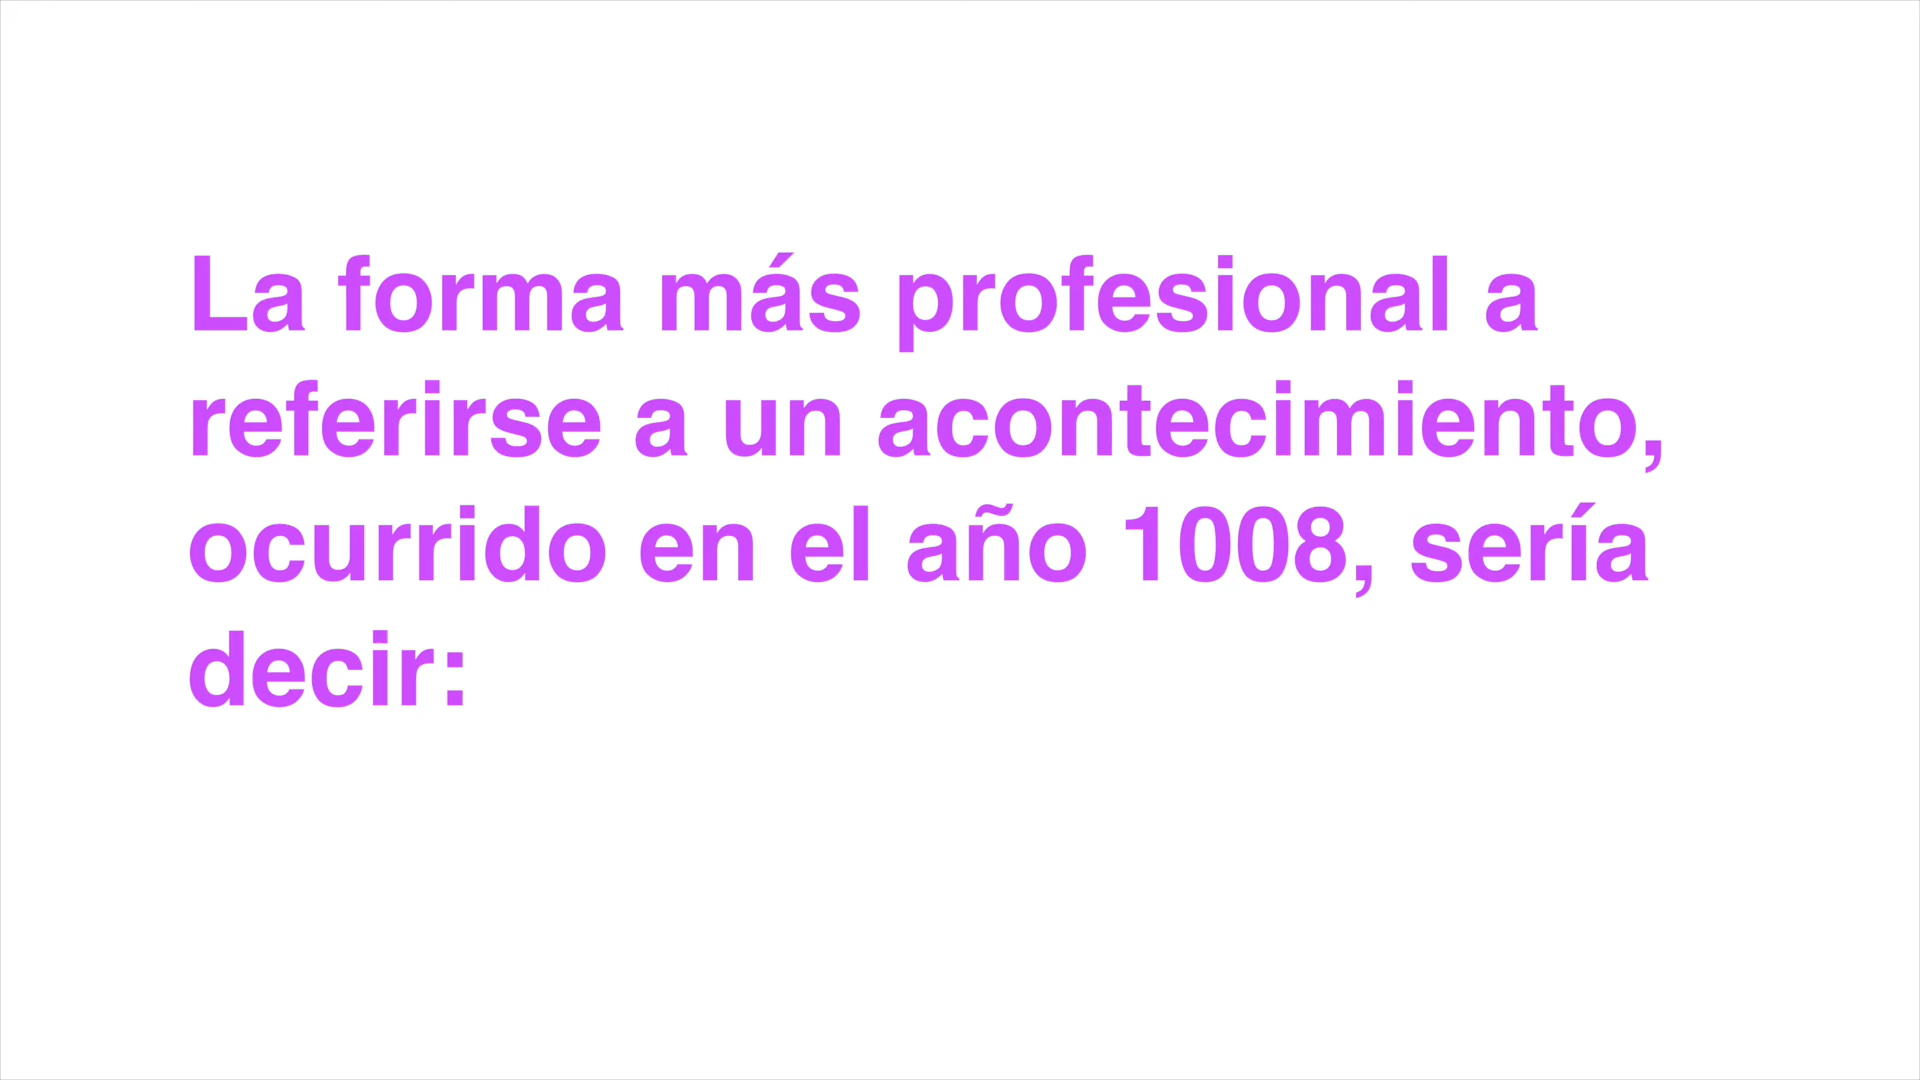 La forma más profesional a
referirse a un acontecimiento,
ocurrido en el año 1008, sería
decir: